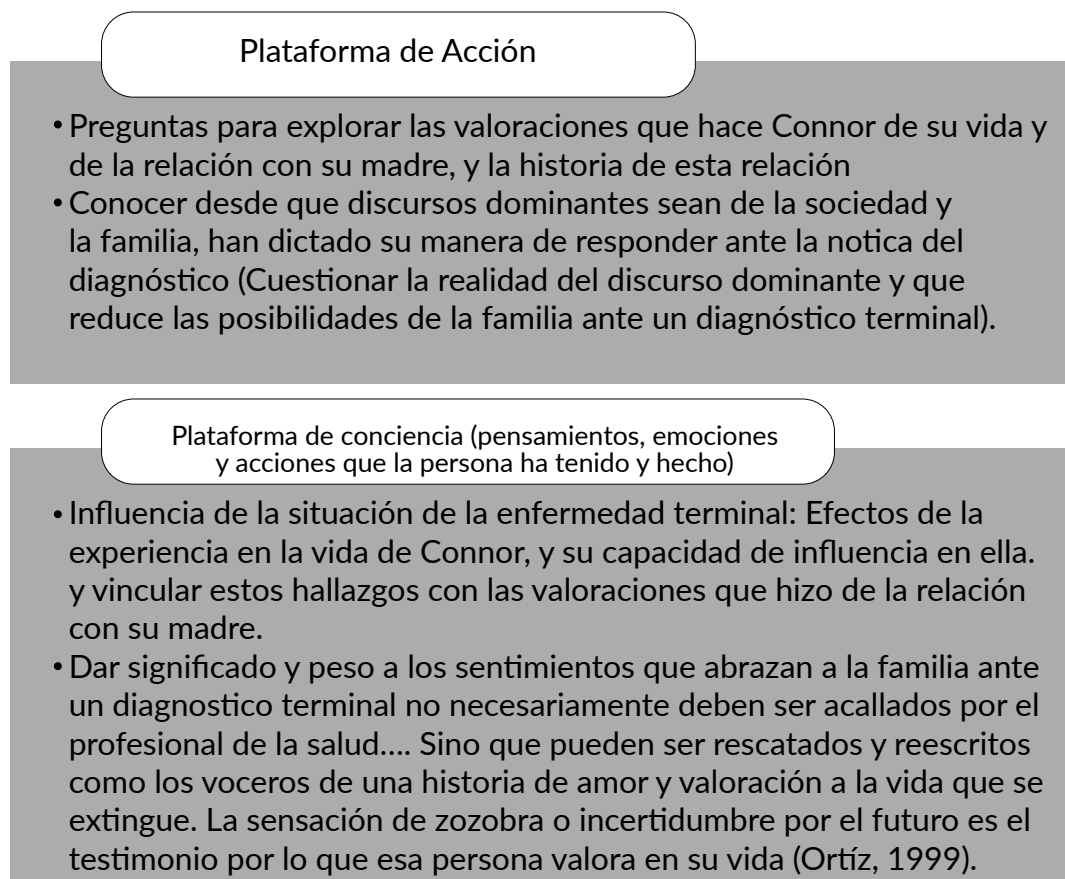 Plataforma de Acción
• Preguntas para explorar las valoraciones que hace Connor de su vida y
de la relación con su madre, y la historia de esta relación
• Conocer desde que discursos dominantes sean de la sociedad y
la familia, han dictado su manera de responder ante la notica del
diagnóstico (Cuestionar la realidad del discurso dominante y que
reduce las posibilidades de la familia ante un diagnóstico terminal).
Plataforma de conciencia (pensamientos, emociones
y acciones que la persona ha tenido y hecho)
• Influencia de la situación de la enfermedad terminal: Efectos de la
experiencia en la vida de Connor, y su capacidad de influencia en ella.
y vincular estos hallazgos con las valoraciones que hizo de la relación
con su madre.
• Dar significado y peso a los sentimientos que abrazan a la familia ante
un diagnostico terminal no necesariamente deben ser acallados por el
profesional de la salud.... Sino que pueden ser rescatados y reescritos
como los voceros de una historia de amor y valoración a la vida que se
extingue. La sensación de zozobra o incertidumbre por el futuro es el
testimonio por lo que esa persona valora en su vida (Ortíz, 1999).